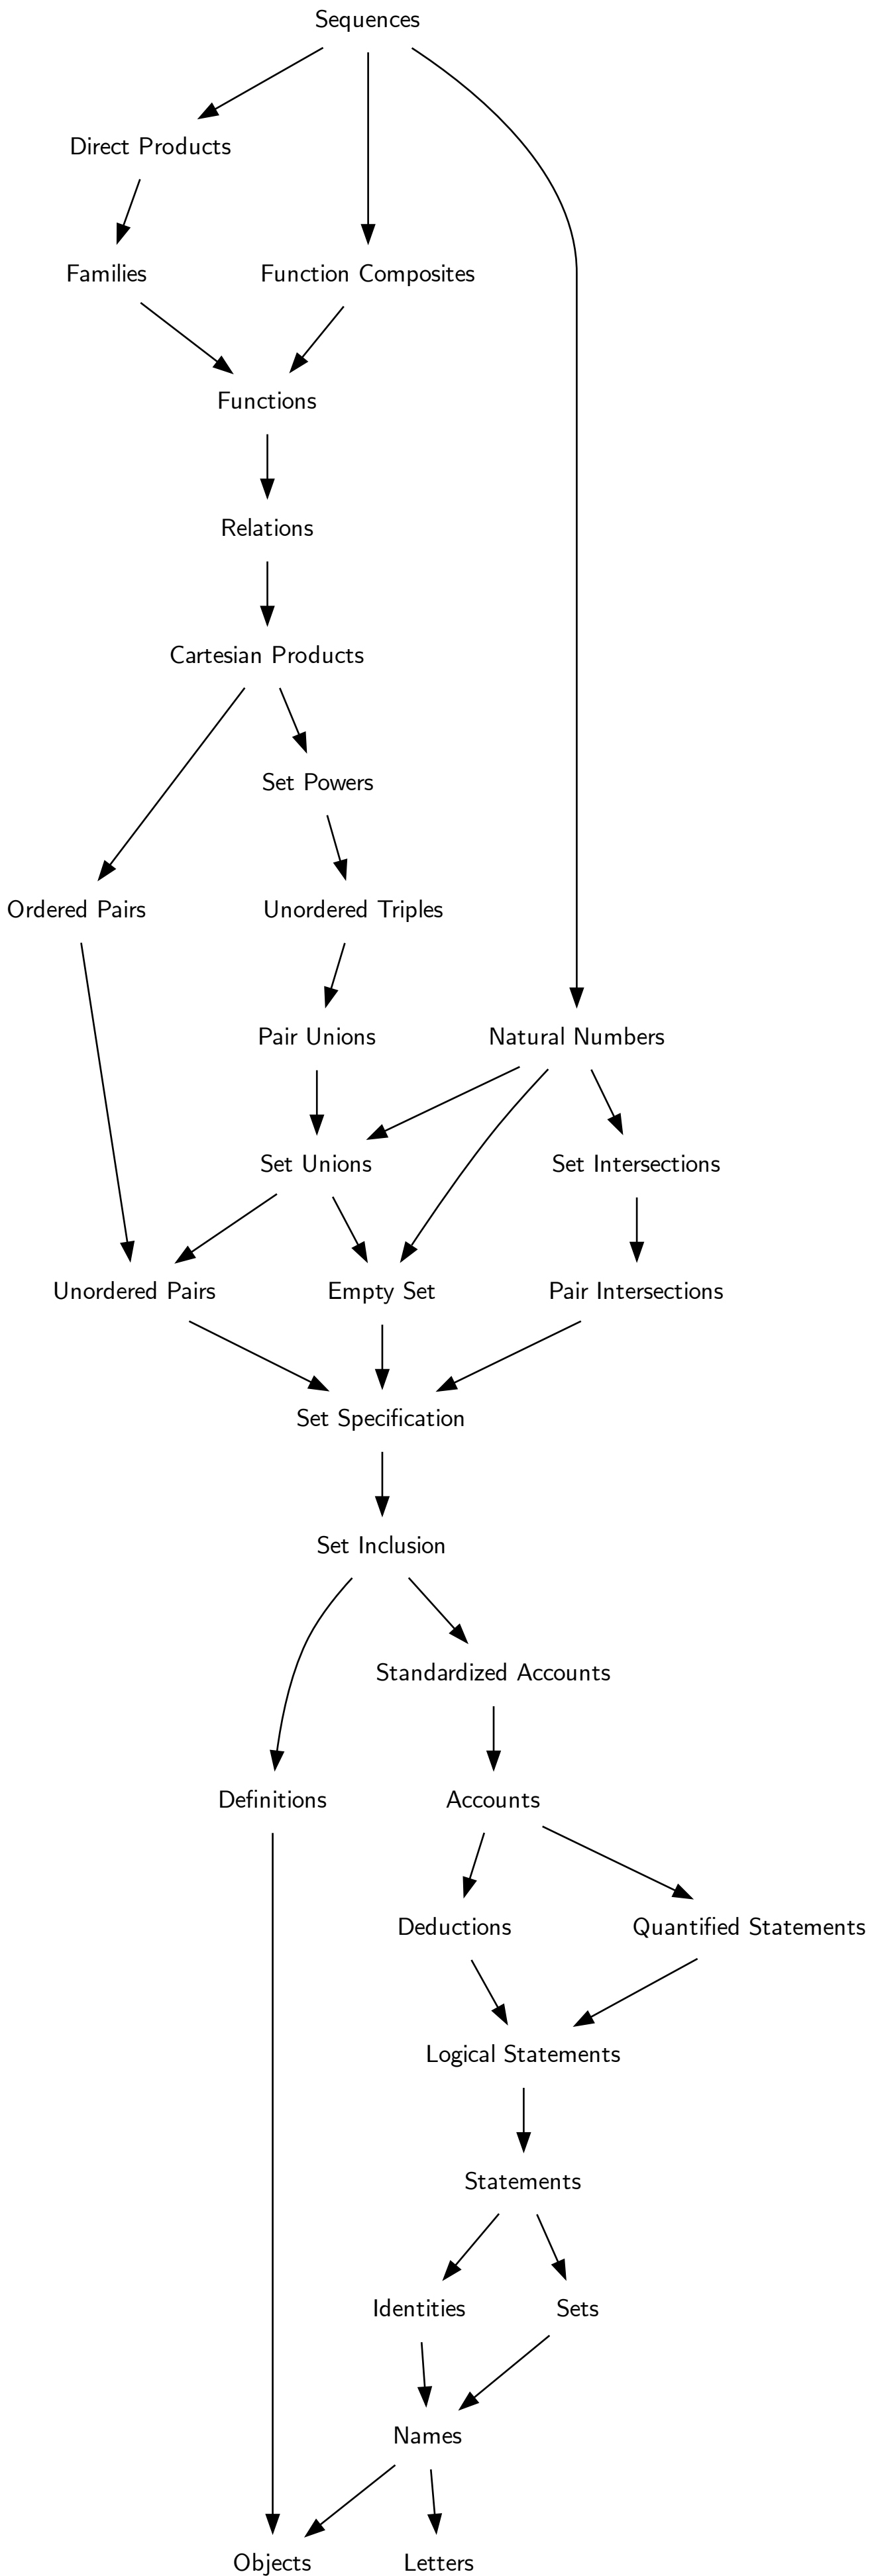 Sequences
Direct Products
Families
Function Composites
Functions
Relations
Cartesian Products
Set Powers
Ordered Pairs
Unordered Triples
Pair Unions
Natural Numbers
Set Unions
Set Intersections
Unordered Pairs
Empty Set
Pair Intersections
Set Specification
Set Inclusion
Standardized Accounts
Definitions
Accounts
Deductions
Quantified Statements
Logical Statements
Statements
Identities
Sets
Names
Objects
Letters